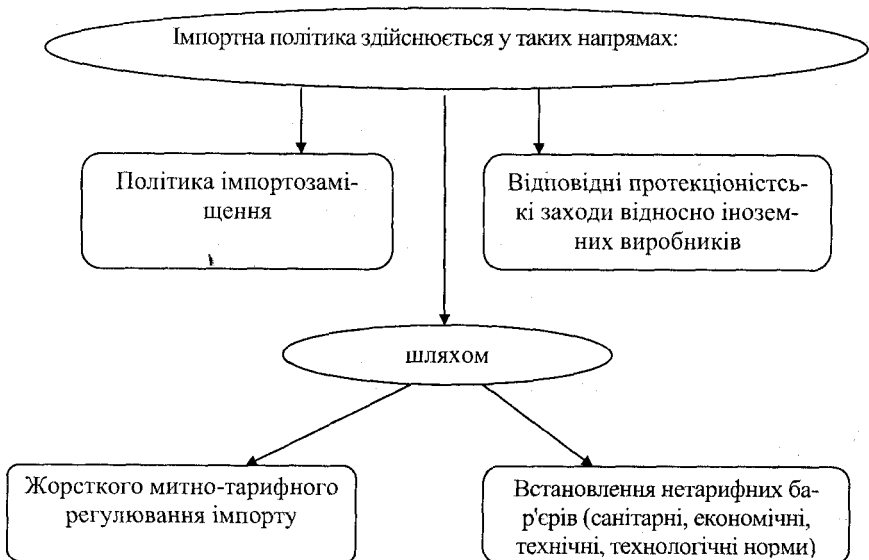 Імпортна політика здійснюється у таких напрямах:
Політика імпортозамі-
щення
Відповідні протекціоністсь-
кі заходи відносно інозем-
них виробників
шляхом
Жорсткого митно-тарифного
регулювання імпорту
Встановлення нетарифних ба-
р'єрів (санітарні, економічні,
технічні, технологічні норми)